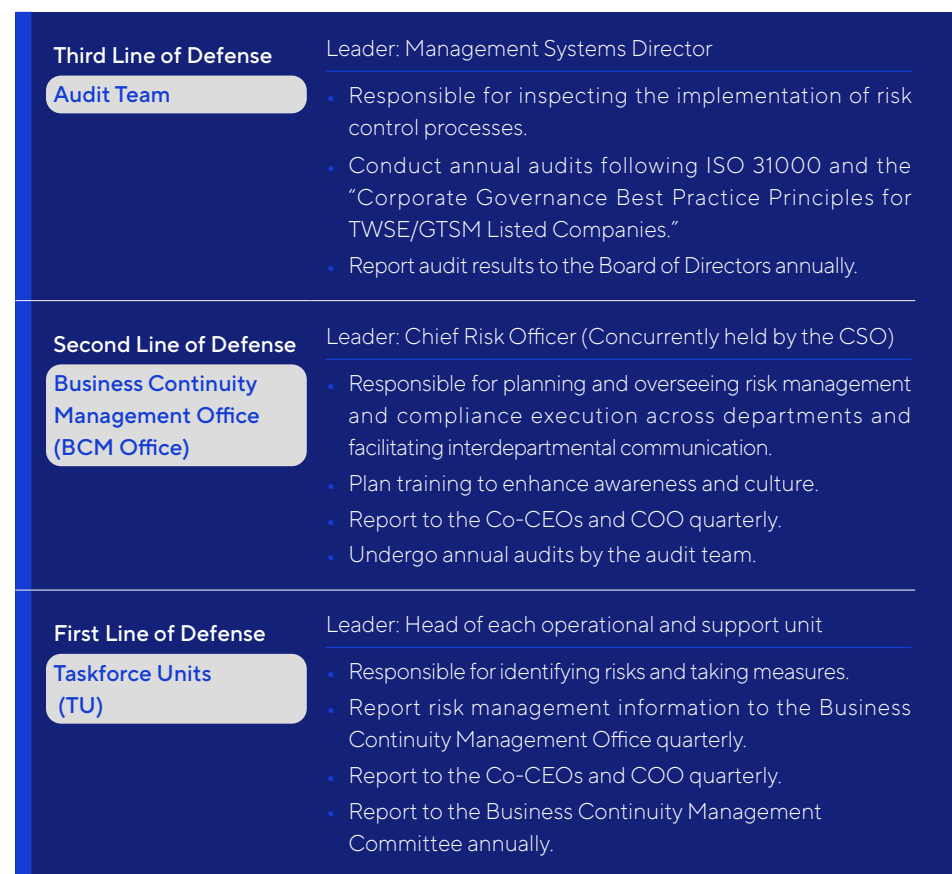 Third Line of Defense
Audit Team
Leader: Management Systems Director
• Responsible for inspecting the implementation of risk
control processes.
• Conduct annual audits following ISO 31000 and the
“Corporate Governance Best Practice Principles for
TWSE/GTSM Listed Companies.”
• Report audit results to the Board of Directors annually.
Second Line of Defense
Business Continuity
Management Office
(BCM Office)
Leader: Chief Risk Officer (Concurrently held by the CSO)
• Responsible for planning and overseeing risk management
and compliance execution across departments and
facilitating interdepartmental communication.
• Plan training to enhance awareness and culture.
• Report to the Co-CEOs and COO quarterly.
• Undergo annual audits by the audit team.
First Line of Defense
Taskforce Units
(TU)
Leader: Head of each operational and support unit
• Responsible for identifying risks and taking measures.
• Report risk management information to the Business
Continuity Management Office quarterly.
• Report to the Co-CEOs and COO quarterly.
• Report to the Business Continuity Management
Committee annually.